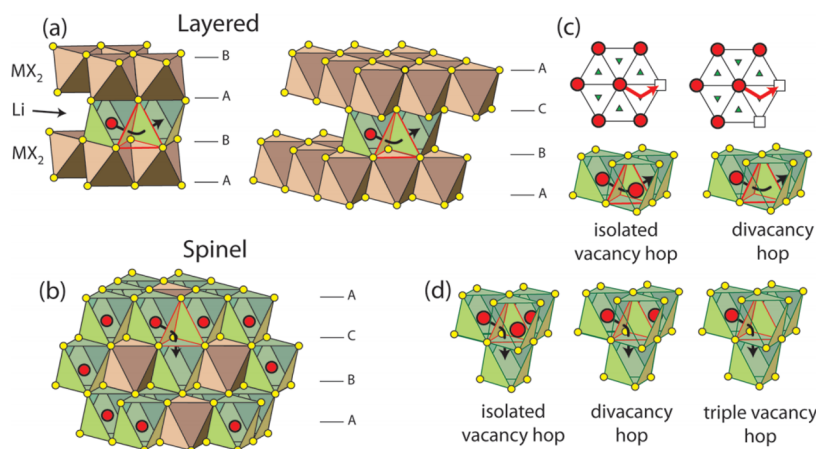 (a) Layered
MX2
Li
MX2
B
A
B
A
A
C
B
A
(c)
isolated
vacancy hop
divacancy
hop
Spinel
(b)
A
C
B
A
(d)
isolated
vacancy hop
divacancy
hop
triple vacancy
hop